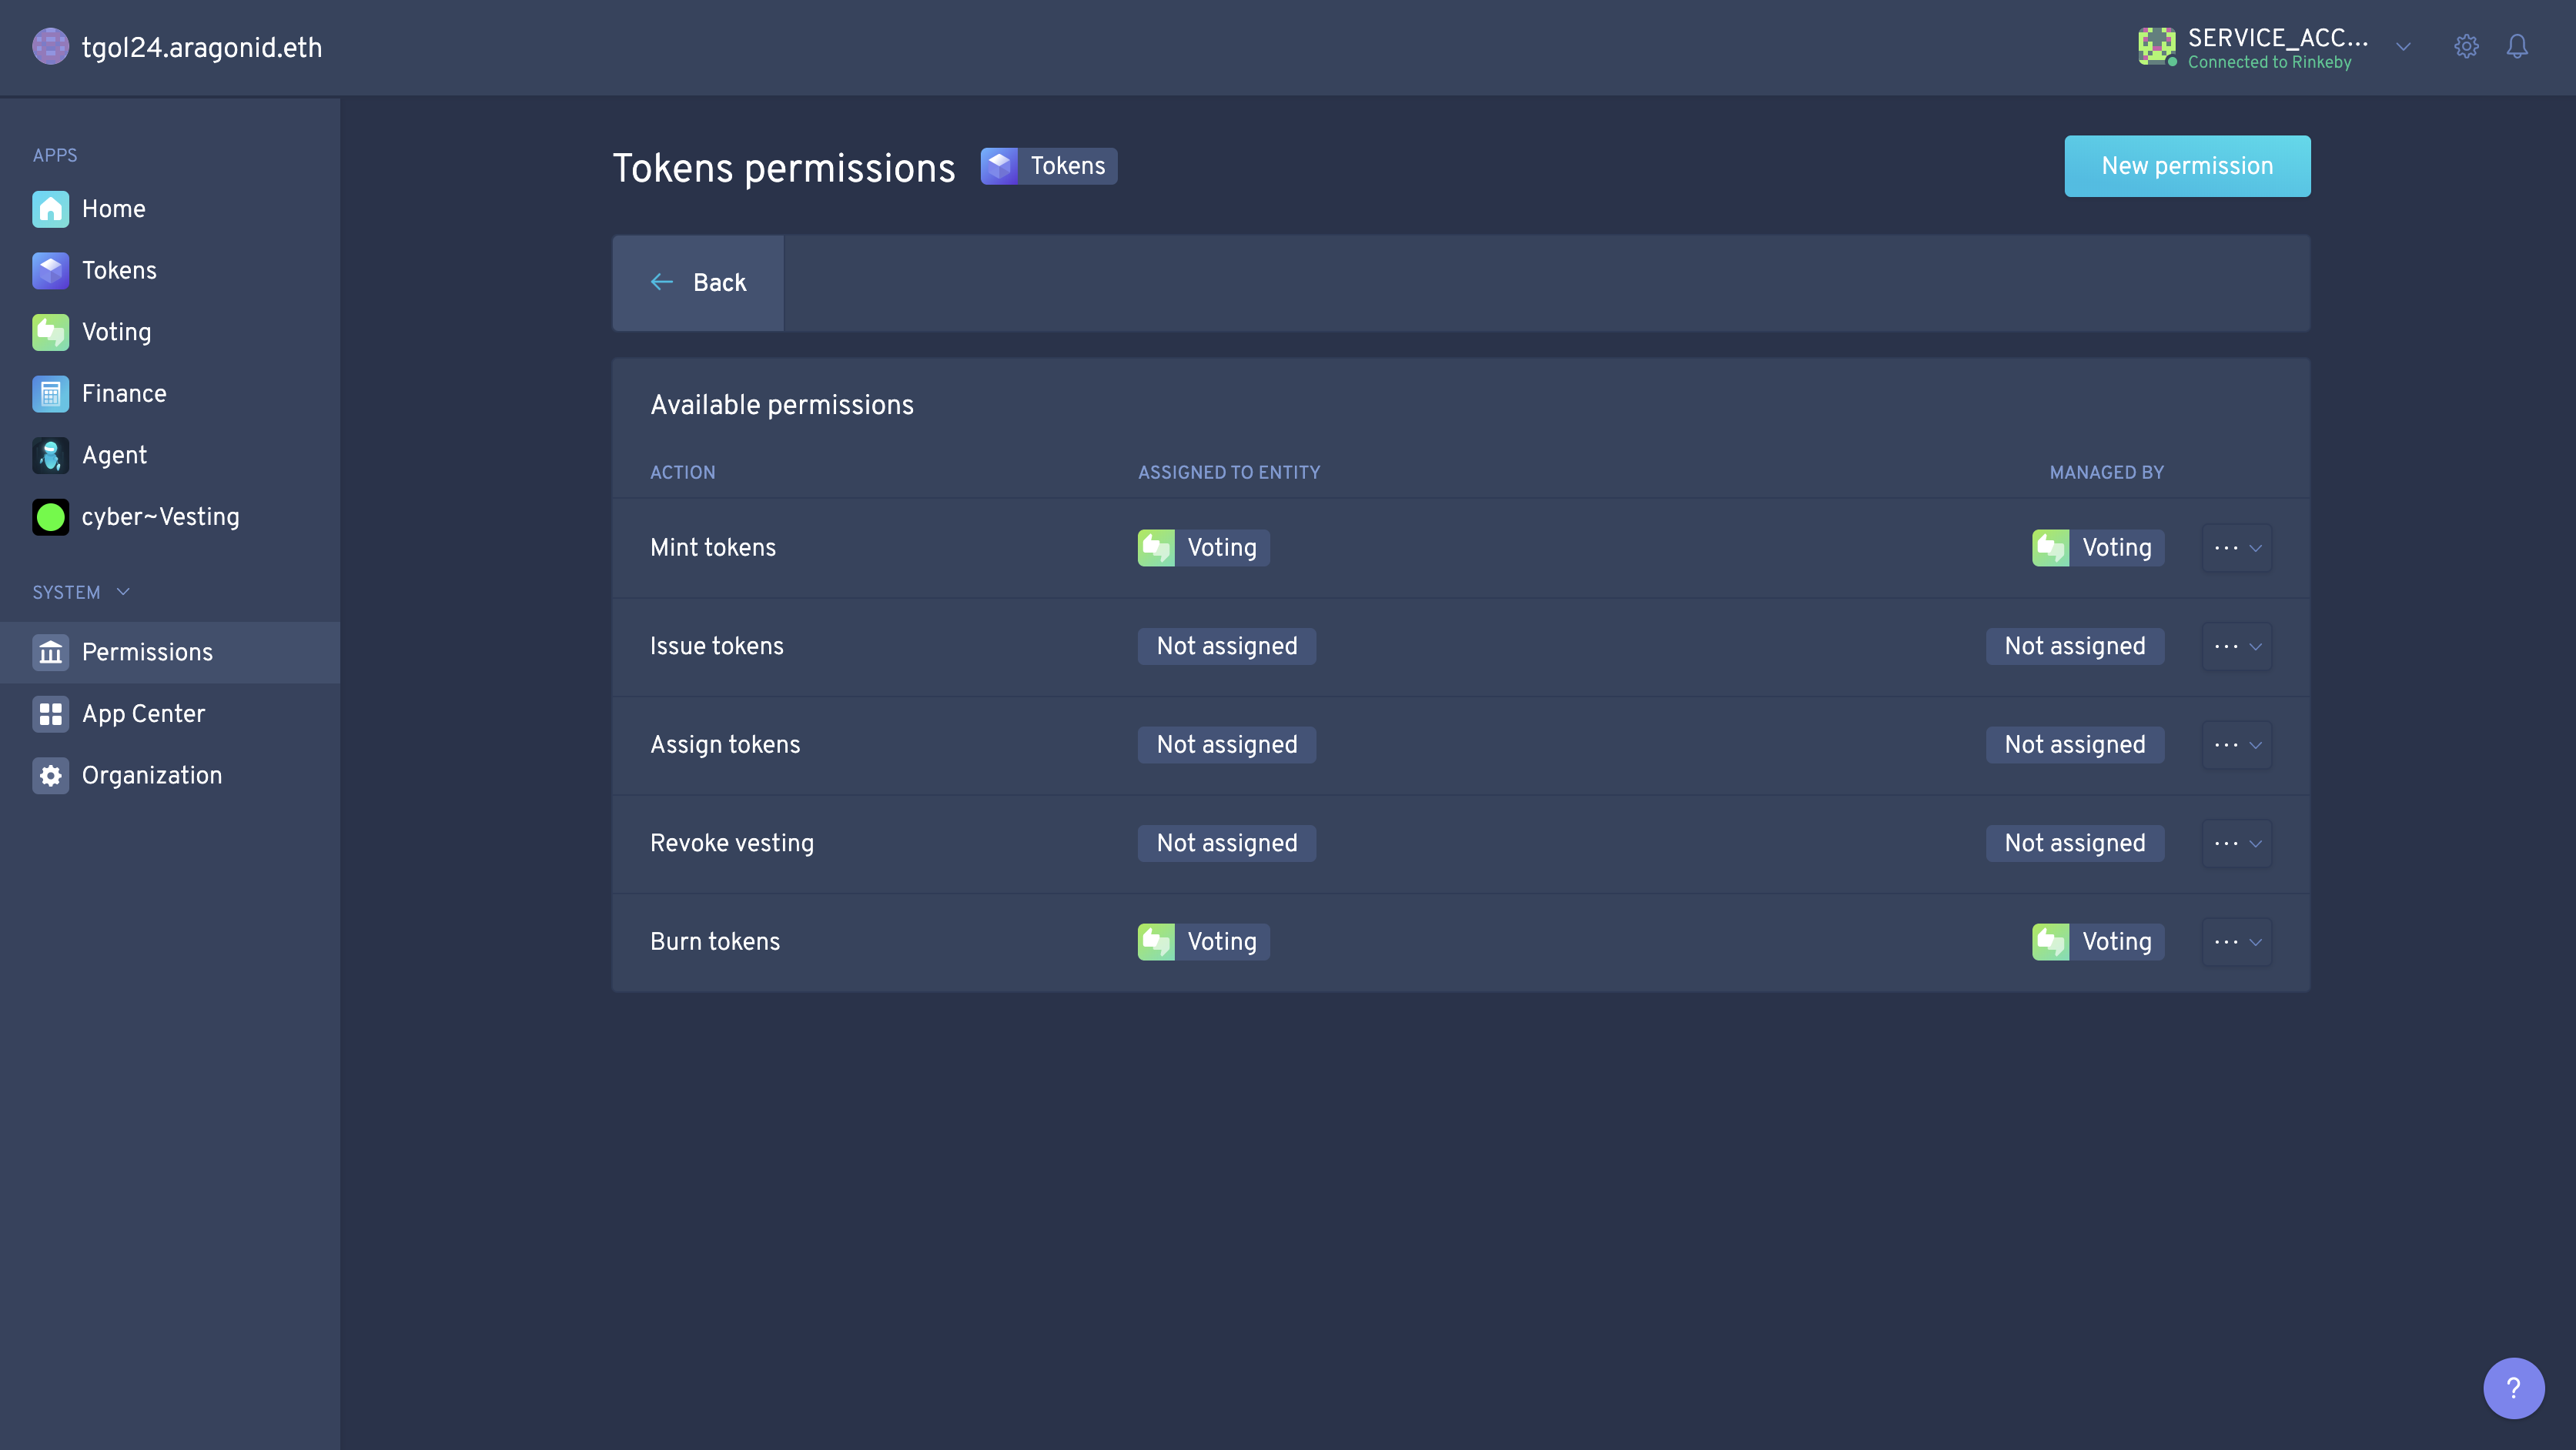 tgol24.aragonid.eth
SERVICE_ACC...
Connected to Rinkeby
APPS
Home
Tokens
Voting
Finance
Agent
cyber~Vesting
SYSTEM
Permissions
App Center
Organization
Tokens permissions
Tokens
New permission
Back
Available permissions
ACTION ASSIGNED TO ENTITY MANAGED BY
Mint tokens Voting Voting
Issue tokens Not assigned Not assigned
Assign tokens Not assigned Not assigned
Revoke vesting Not assigned Not assigned
Burn tokens Voting Voting
?